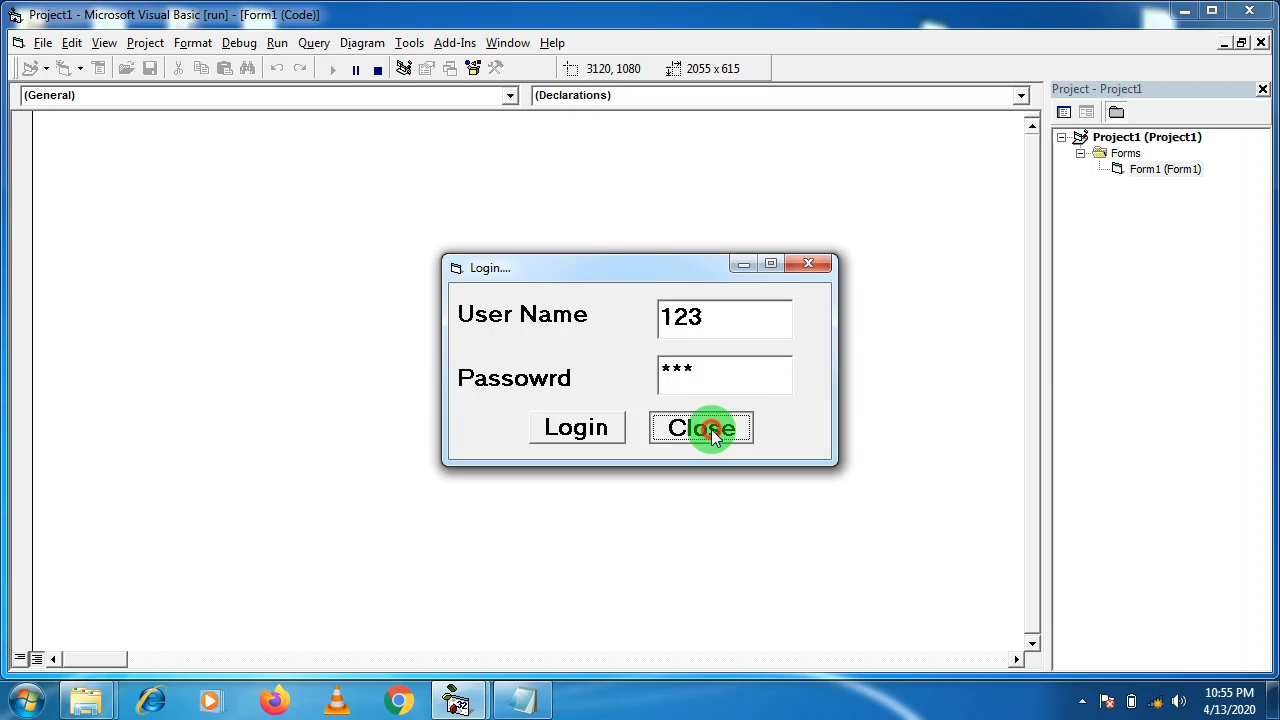 Project1 - Microsoft Visual Basic [run] - [Form1 (Code)]
File Edit View Project Format Debug Run Query Diagram Tools Add-Ins Window Help
3120, 1080 2055 x 615
(General) (Declarations)
Project - Project1
Project1 (Project1)
Forms
Form1 (Form1)
Login....
User Name 123
Passowrd ***
Login Close
32
10:55 PM
4/13/2020